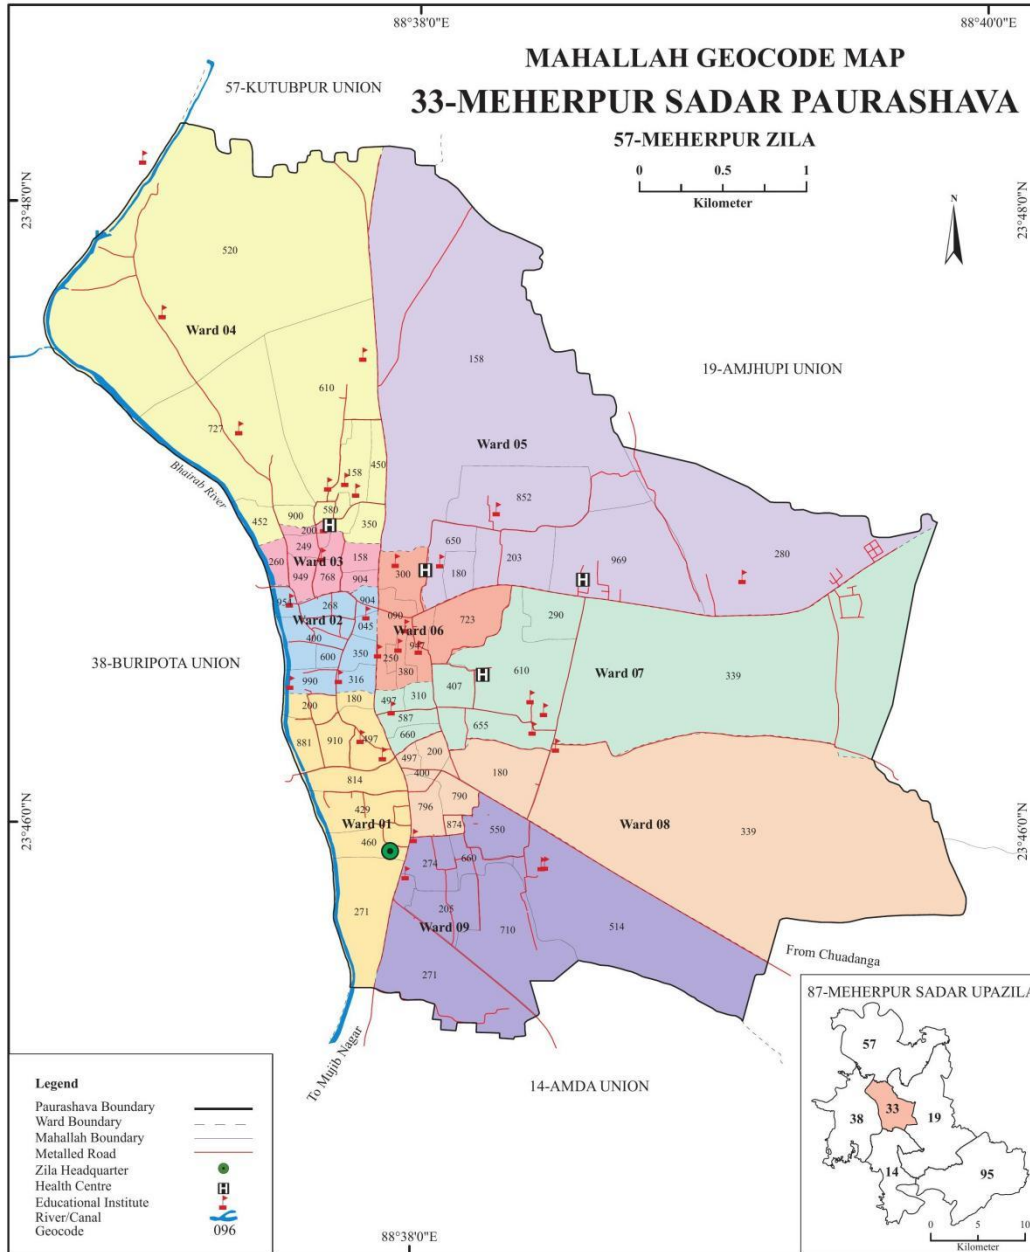 88°38'0"E
88°40'0"E
MAHALLAH GEOCODE MAP
33-MEHERPUR SADAR PAURASHAVA
57-MEHERPUR ZILA
0 0.5 1
Kilometer
57-KUTUBPUR UNION
23°48'0"N
23°48'0"N
N
520
Ward 04
158
19-AMJHUPI UNION
610
727
Ward 05
Bhairab River
158
450
852
452
900
580
350
200
249
650
203
969
280
260
Ward 03
158
300
180
949
768
904
290
954
268
904
090
723
Ward 02
045
Ward 06
400
947
38-BURIPOTA UNION
600
350
250
610
Ward 07
339
380
990
316
407
200
180
497
310
587
655
881
910
497
660
200
497
400
180
814
790
429
796
Ward 01
874
550
Ward 08
339
23°46'0"N
23°46'0"N
460
274
660
271
205
Ward 09
710
514
271
From Chuadanga
To Mujib Nagar
14-AMDA UNION
87-MEHERPUR SADAR UPAZILA
57
33
38
19
14
95
0 5 10
Kilometer
Legend
Paurashava Boundary
Ward Boundary
Mahallah Boundary
Metalled Road
Zila Headquarter
Health Centre
H
Educational Institute
River/Canal
Geocode 096
88°38'0"E